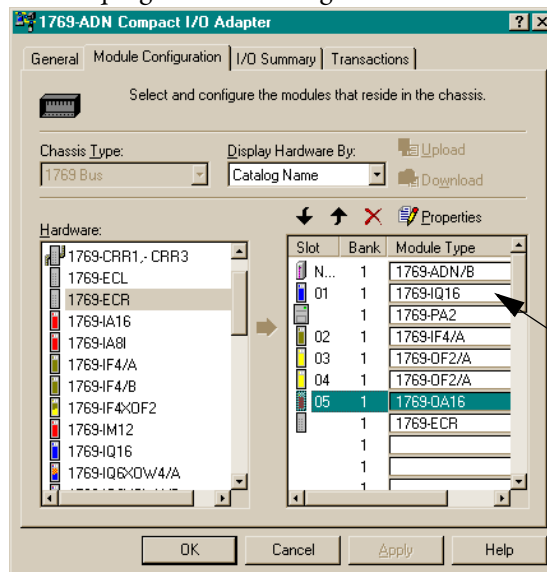 1769-ADN Compact I/O Adapter
General Module Configuration I/O Summary Transactions
Select and configure the modules that reside in the chassis.
Chassis Type: Display Hardware By: Upload
1769 Bus Catalog Name Download
Properties
Hardware:
1769-CRR1,- CRR3
1769-ECL
1769-ECR
1769-IA16
1769-IA8I
1769-IF4/A
1769-IF4/B
1769-IF4XOF2
1769-IM12
1769-IQ16
1769-IQ6XOW4/A
Slot Bank Module Type
N... 1 1769-ADN/B
01 1 1769-IQ16
1769-PA2
02 1 1769-IF4/A
03 1 1769-OF2/A
04 1 1769-OF2/A
05 1 1769-OA16
1 1769-ECR
1
1
1
OK Cancel Apply Help